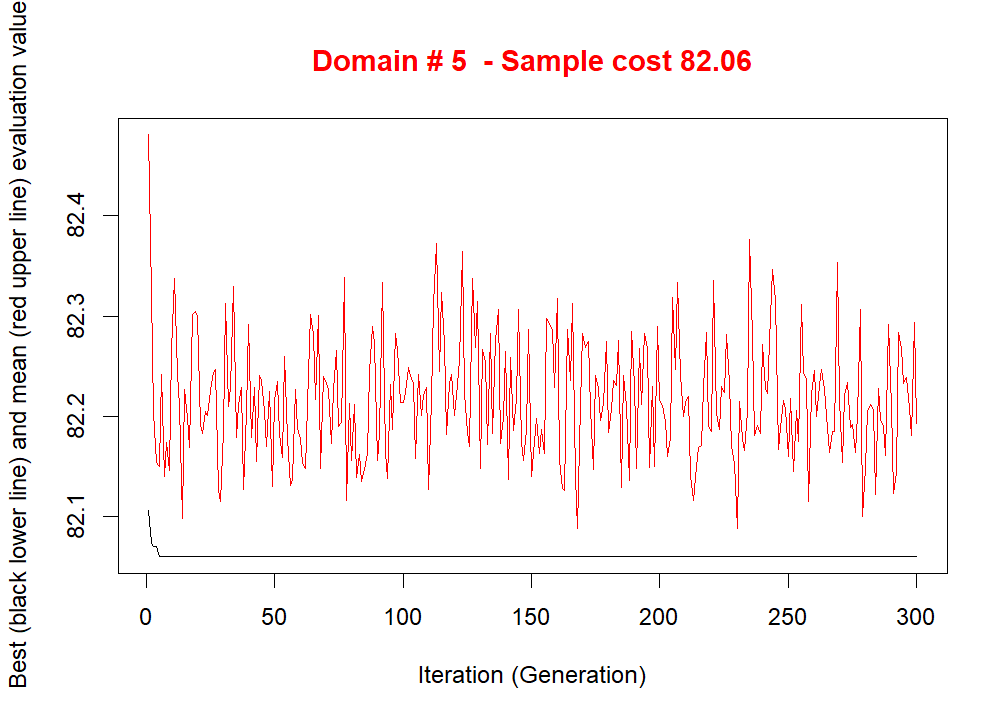 Domain # 5  - Sample cost 82.06
Best (black lower line) and mean (red upper line) evaluation value
82.4
82.3
82.2
82.1
0 50 100 150 200 250 300
Iteration (Generation)